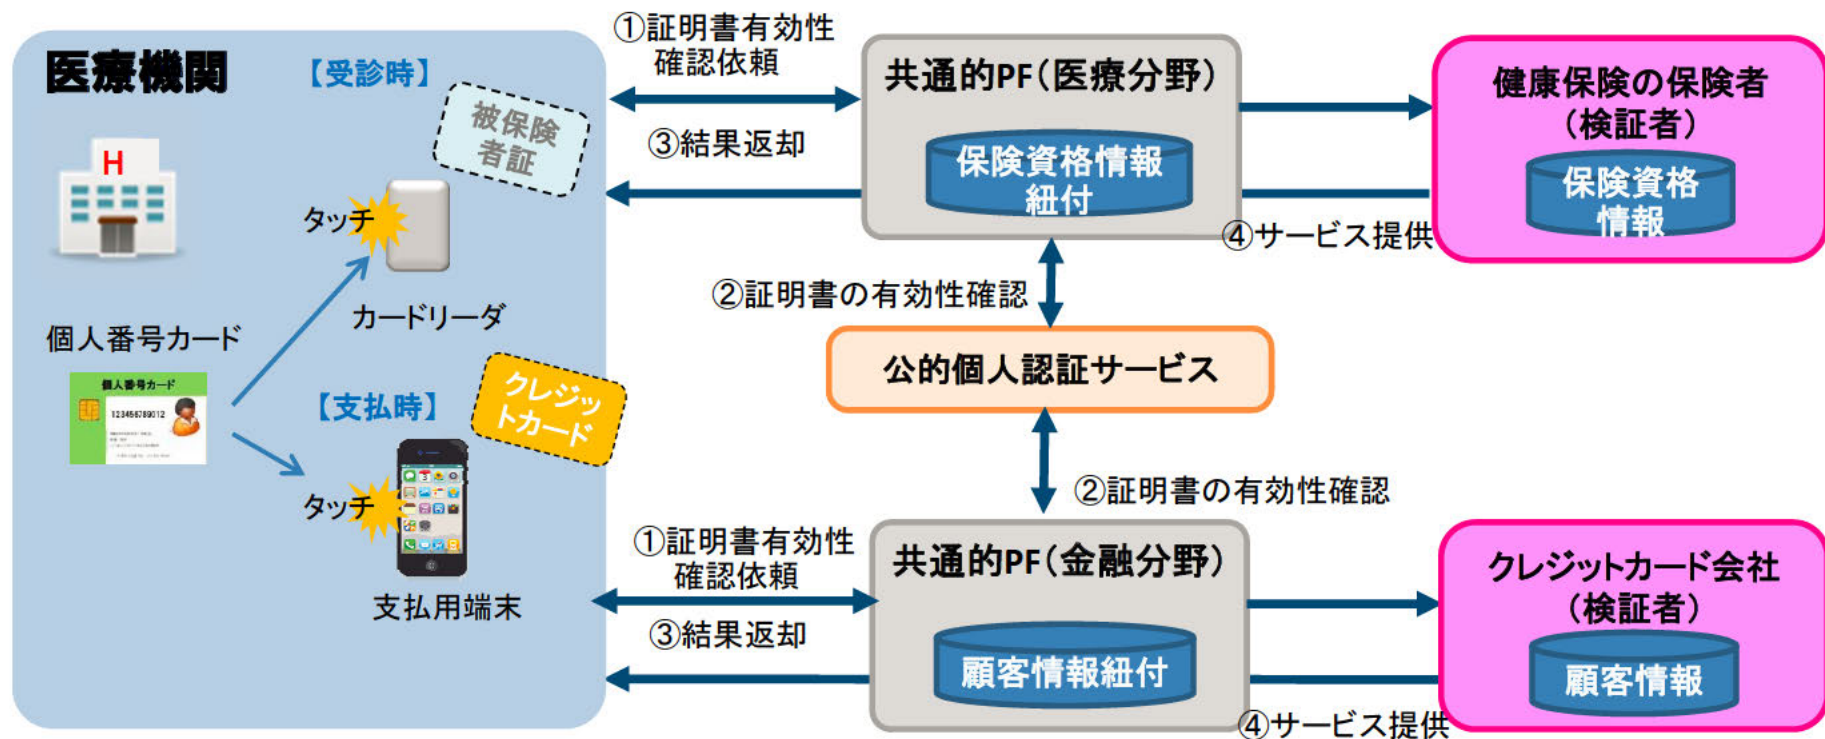 医療機関
【受診時】
被保険
者証
H
タッチ
カードリーダ
個人番号カード
個人番号カード
123456789012
【支払時】
クレジッ
トカード
タッチ
支払用端末
①証明書有効性
確認依頼
③結果返却
共通的PF(医療分野)
保険資格情報
紐付
健康保険の保険者
(検証者)
保険資格
情報
④サービス提供
②証明書の有効性確認
公的個人認証サービス
②証明書の有効性確認
①証明書有効性
確認依頼
③結果返却
共通的PF(金融分野)
顧客情報紐付
クレジットカード会社
(検証者)
顧客情報
④サービス提供